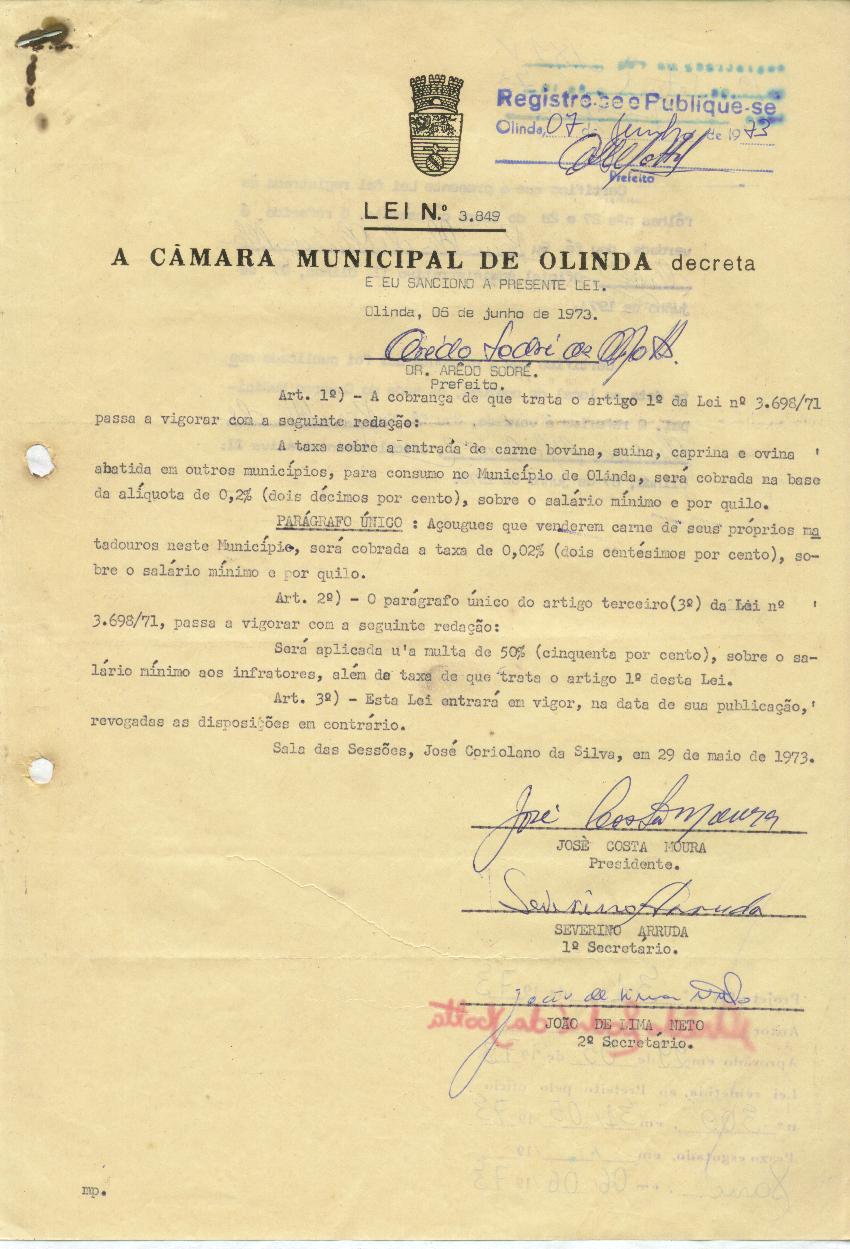 Registre-se e Publique-se
Olinda, 07 de Junho de 1973
Prefeito
LEI N.º 3.849
A CÂMARA MUNICIPAL DE OLINDA decreta
E EU SANCIONO A PRESENTE LEI.
Olinda, 06 de junho de 1973.
Arêdo Sodré da Motta.
DR. ARÊDO SODRÉ.
Prefeito.
Art. 1º) - A cobrança de que trata o artigo 1º da Lei nº 3.698/71
passa a vigorar com a seguinte redação:
A taxa sobre a entrada de carne bovina, suina, caprina e ovina '
abatida em outros municípios, para consumo no Município de Olinda, será cobrada na base
da alíquota de 0,2% (dois décimos por cento), sobre o salário mínimo e por quilo.
PARÁGRAFO ÚNICO : Açougues que venderem carne de seus próprios ma
tadouros neste Município, será cobrada a taxa de 0,02% (dois centésimos por cento), so-
bre o salário mínimo e por quilo.
Art. 2º) - O parágrafo único do artigo terceiro(3º) da Lei nº '
3.698/71, passa a vigorar com a seguinte redação:
Será aplicada u'a multa de 50% (cinquenta por cento), sobre o sa-
lário mínimo aos infratores, além da taxa de que trata o artigo 1º desta Lei.
Art. 3º) - Esta Lei entrará em vigor, na data de sua publicação,'
revogadas as disposições em contrário.
Sala das Sessões, José Coriolano da Silva, em 29 de maio de 1973.
José Costa Moura
JOSÈ COSTA MOURA
Presidente.
Severino Arruda
SEVERINO ARRUDA
1º Secretário.
João de Lima Neto
JOÃO DE LIMA NETO
2º Secretário.
mp.